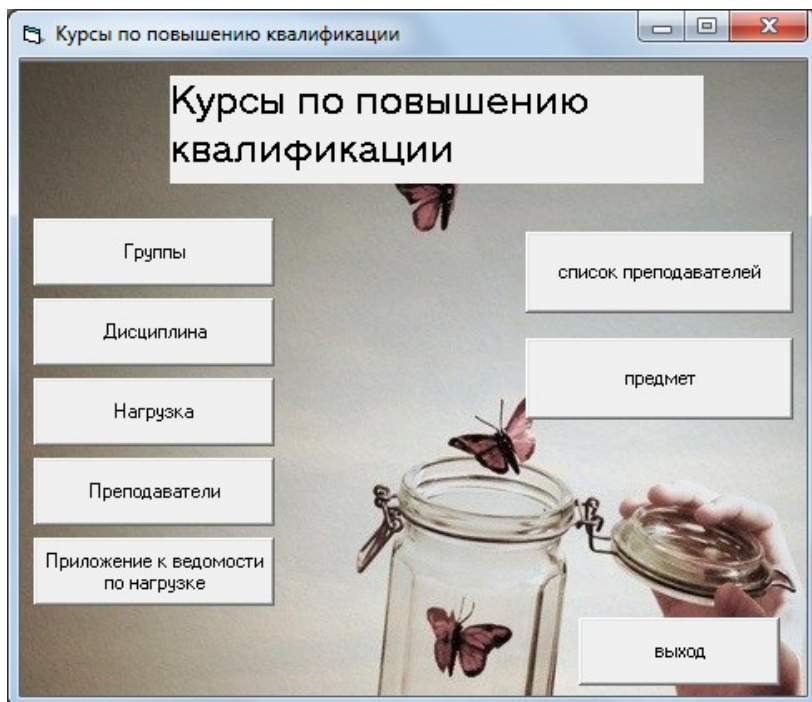 Курсы по повышению квалификации
Курсы по повышению
квалификации
Группы
Дисциплина
Нагрузка
Преподаватели
Приложение к ведомости
по нагрузке
список преподавателей
предмет
выход